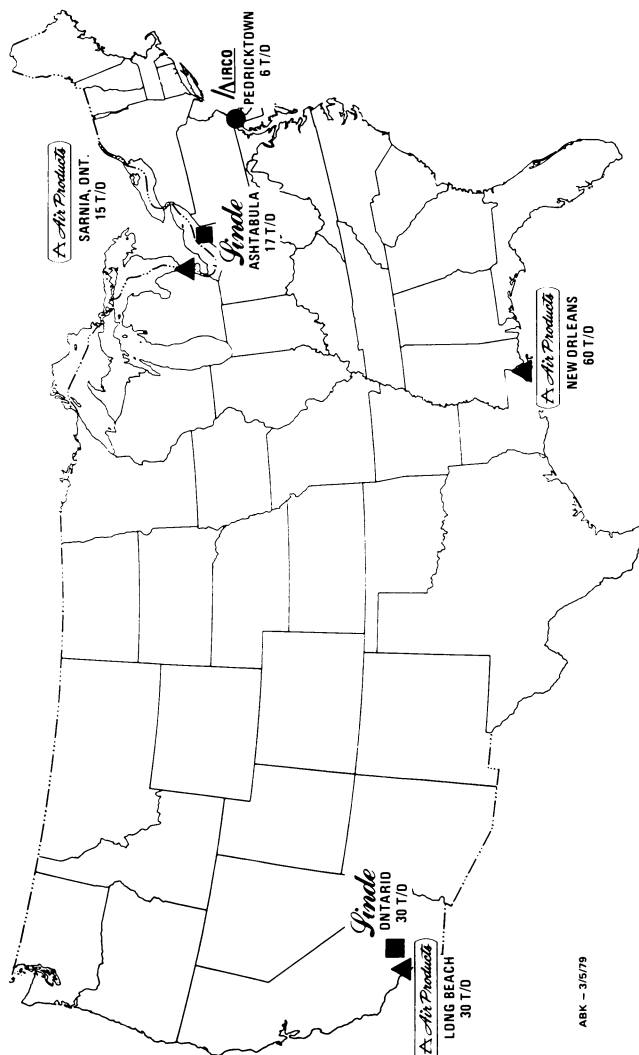 Air Products
SARNIA, ONT.
15 T/D
AIRCO
PEDRICKTOWN
6 T/D
Linde
ASHTABULA
17 T/D
Air Products
NEW ORLEANS
60 T/D
Linde
ONTARIO
30 T/D
Air Products
LONG BEACH
30 T/D
ABK – 3/5/79